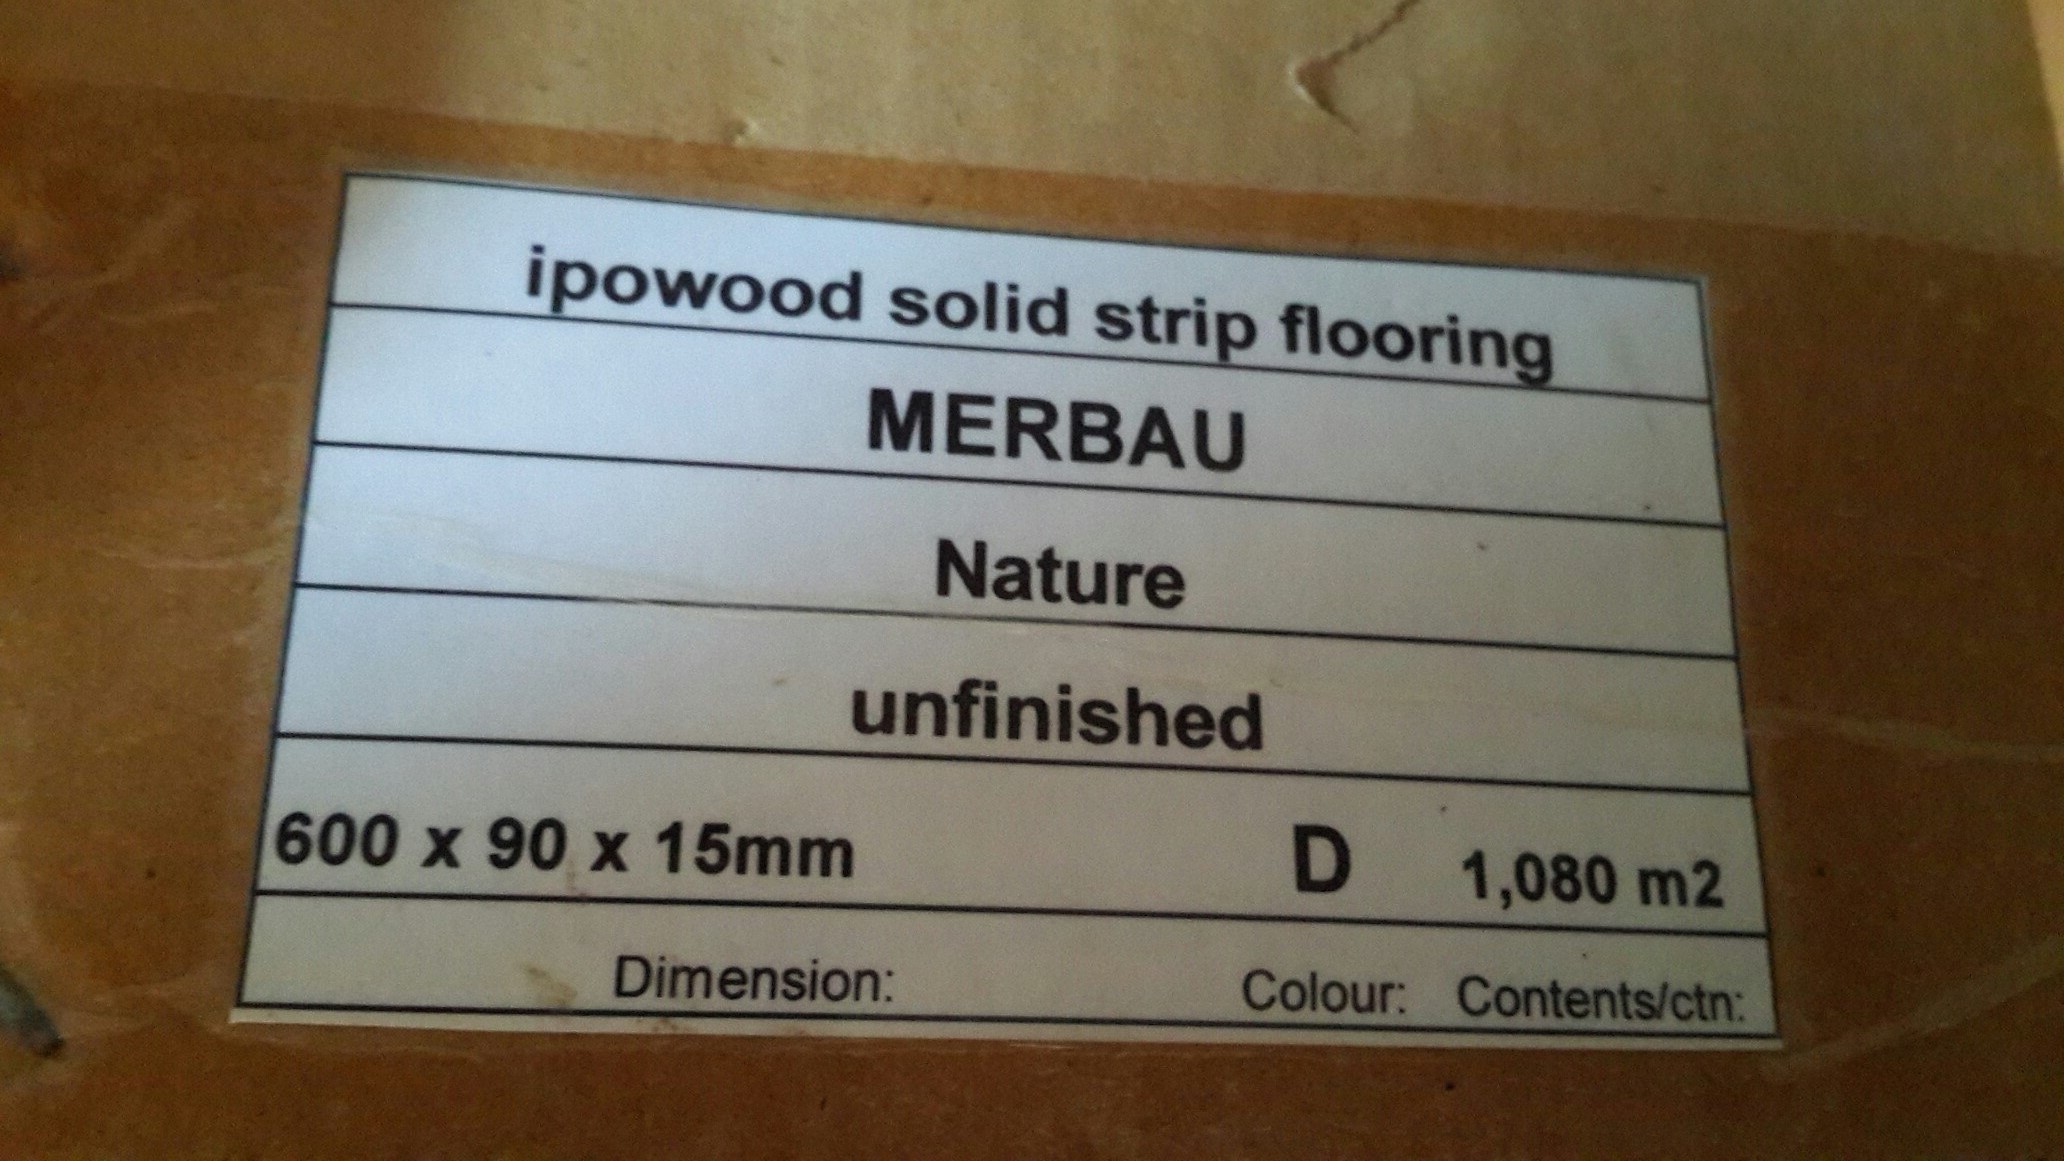 ipowood solid strip flooring
MERBAU
Nature
unfinished
600 x 90 x 15mm D 1,080 m2
Dimension: Colour: Contents/ctn: